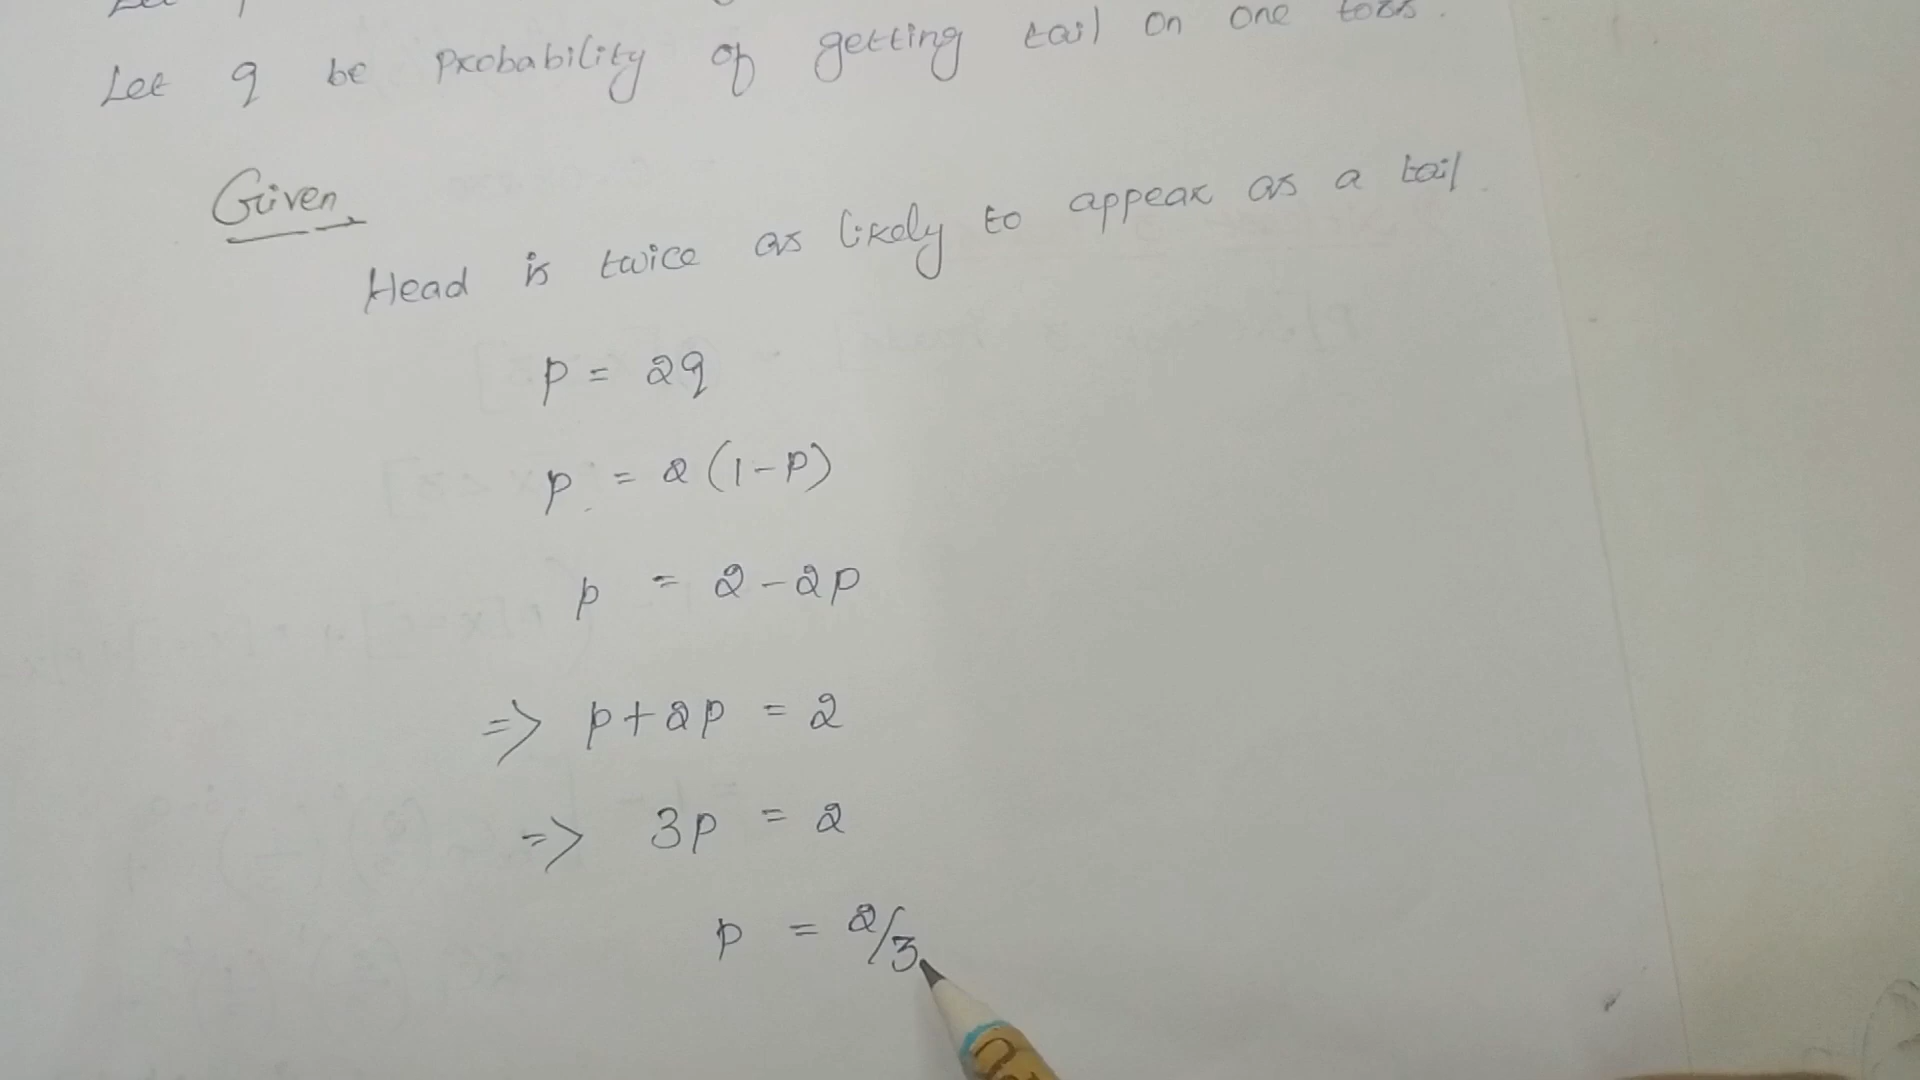 Let
Let q be Probability of getting tail on one toss.
Given,
Head is twice as likely to appear as a tail.
p = 2q
p = 2(1-p)
p = 2-2p
=> p+2p = 2
=> 3p = 2
p = 2/3